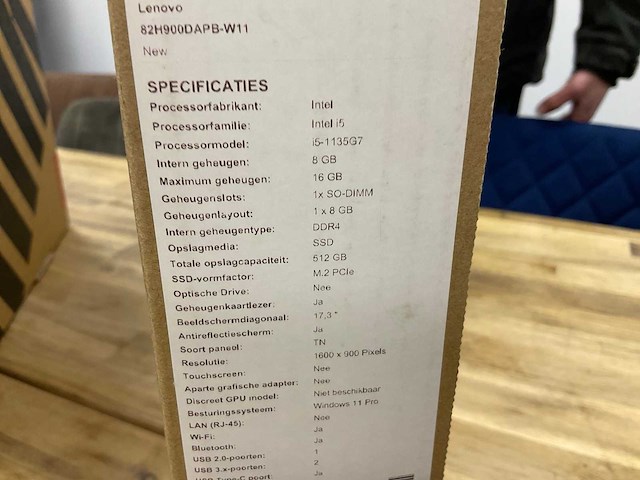 Lenovo
82H900DAPB-W11
New
SPECIFICATIES
Processorfabrikant: Intel
Processorfamilie: Intel i5
Processormodel: i5-1135G7
Intern geheugen: 8 GB
Maximum geheugen: 16 GB
Geheugenslots: 1x SO-DIMM
Geheugenlayout: 1 x 8 GB
Intern geheugentype: DDR4
Opslagmedia: SSD
Totale opslagcapaciteit: 512 GB
SSD-vormfactor: M.2 PCIe
Optische Drive: Nee
Geheugenkaartlezer: Ja
Beeldschermdiagonaal: 17,3 "
Antireflectiescherm: Ja
Soort paneel: TN
Resolutie: 1600 x 900 Pixels
Touchscreen: Nee
Aparte grafische adapter: Nee
Discreet GPU model: Niet beschikbaar
Besturingssysteem: Windows 11 Pro
LAN (RJ-45): Nee
Wi-Fi: Ja
Bluetooth: Ja
USB 2.0-poorten: 1
USB 3.x-poorten: 2
USB Type-C poort: Ja